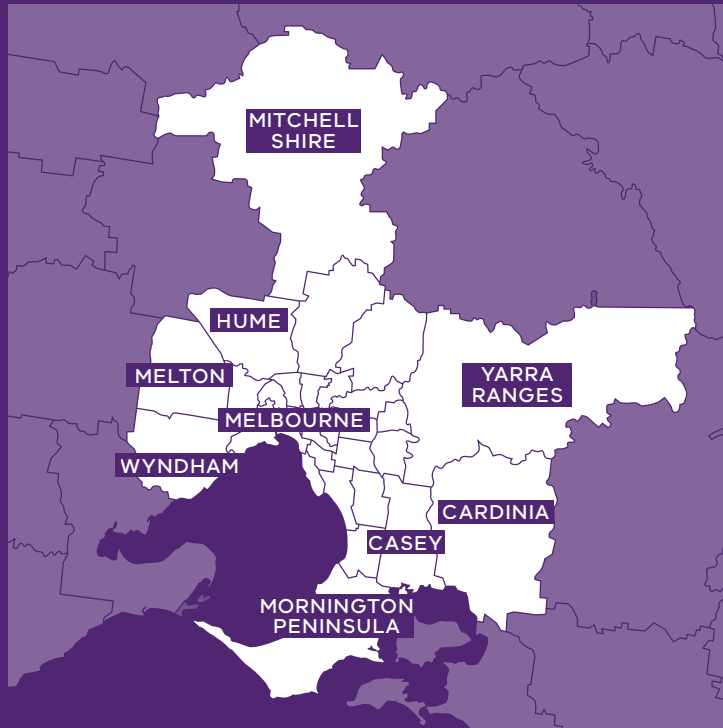 MITCHELL
SHIRE
HUME
MELTON
YARRA
RANGES
MELBOURNE
WYNDHAM
CARDINIA
CASEY
MORNINGTON
PENINSULA